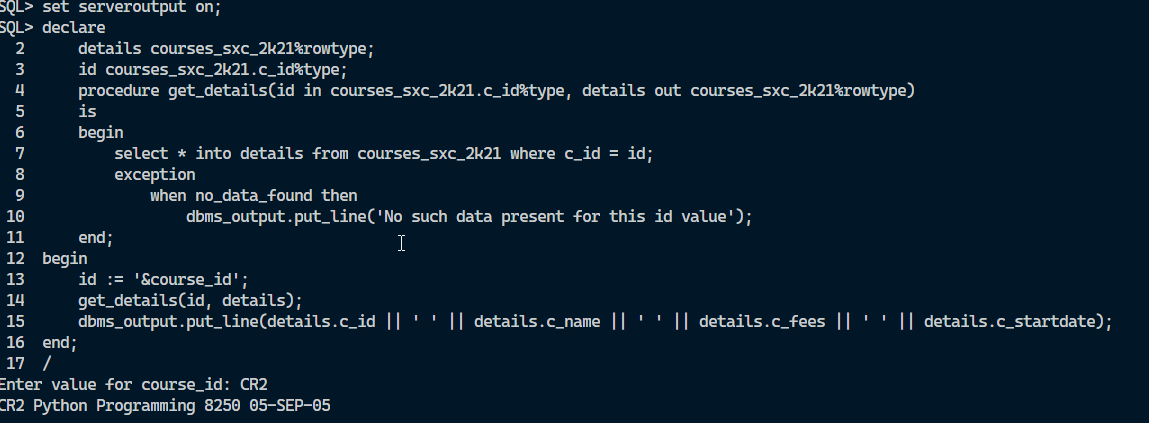 SQL> set serveroutput on;
SQL> declare
  2      details courses_sxc_2k21%rowtype;
  3      id courses_sxc_2k21.c_id%type;
  4      procedure get_details(id in courses_sxc_2k21.c_id%type, details out courses_sxc_2k21%rowtype)
  5      is
  6      begin
  7          select * into details from courses_sxc_2k21 where c_id = id;
  8          exception
  9              when no_data_found then
 10                  dbms_output.put_line('No such data present for this id value');
 11      end;
 12  begin
 13      id := '&course_id';
 14      get_details(id, details);
 15      dbms_output.put_line(details.c_id || ' ' || details.c_name || ' ' || details.c_fees || ' ' || details.c_startdate);
 16  end;
 17  /
Enter value for course_id: CR2
CR2 Python Programming 8250 05-SEP-05